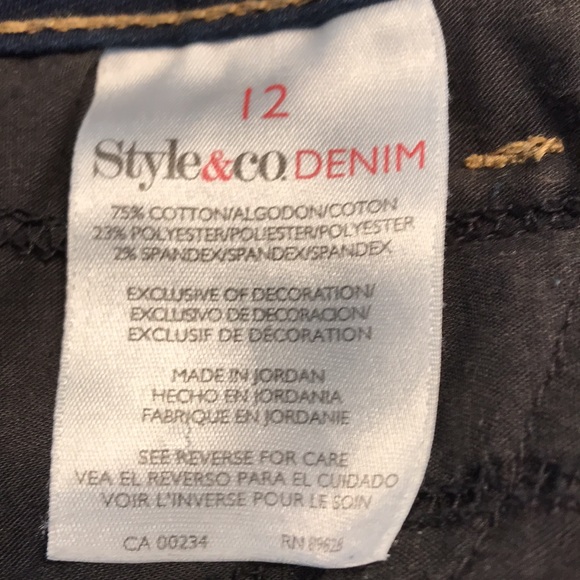 12
Style&co. DENIM
75% COTTON/ALGODON/COTON
23% POLYESTER/POLIESTER/POLYESTER
2% SPANDEX/SPANDEX/SPANDEX
EXCLUSIVE OF DECORATION/
EXCLUSIVO DE DECORACION/
EXCLUSIF DE DÉCORATION
MADE IN JORDAN
HECHO EN JORDANIA
FABRIQUE EN JORDANIE
SEE REVERSE FOR CARE
VEA EL REVERSO PARA EL CUIDADO
VOIR L'INVERSE POUR LE SOIN
CA 00234 RN 89626